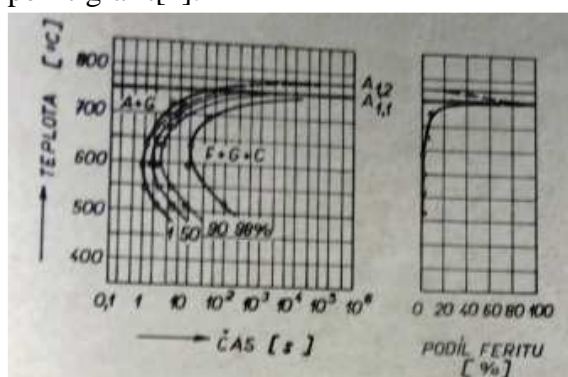 TEPLOTA [°C]
800
700
600
500
400
A+G
F+G+C
A1,2
A1,1
1 50 90 98%
0,1 1 10 10² 10³ 10⁴ 10⁵ 10⁶
ČAS [s]
0 20 40 60 80 100
PODÍL FERITU
[%]